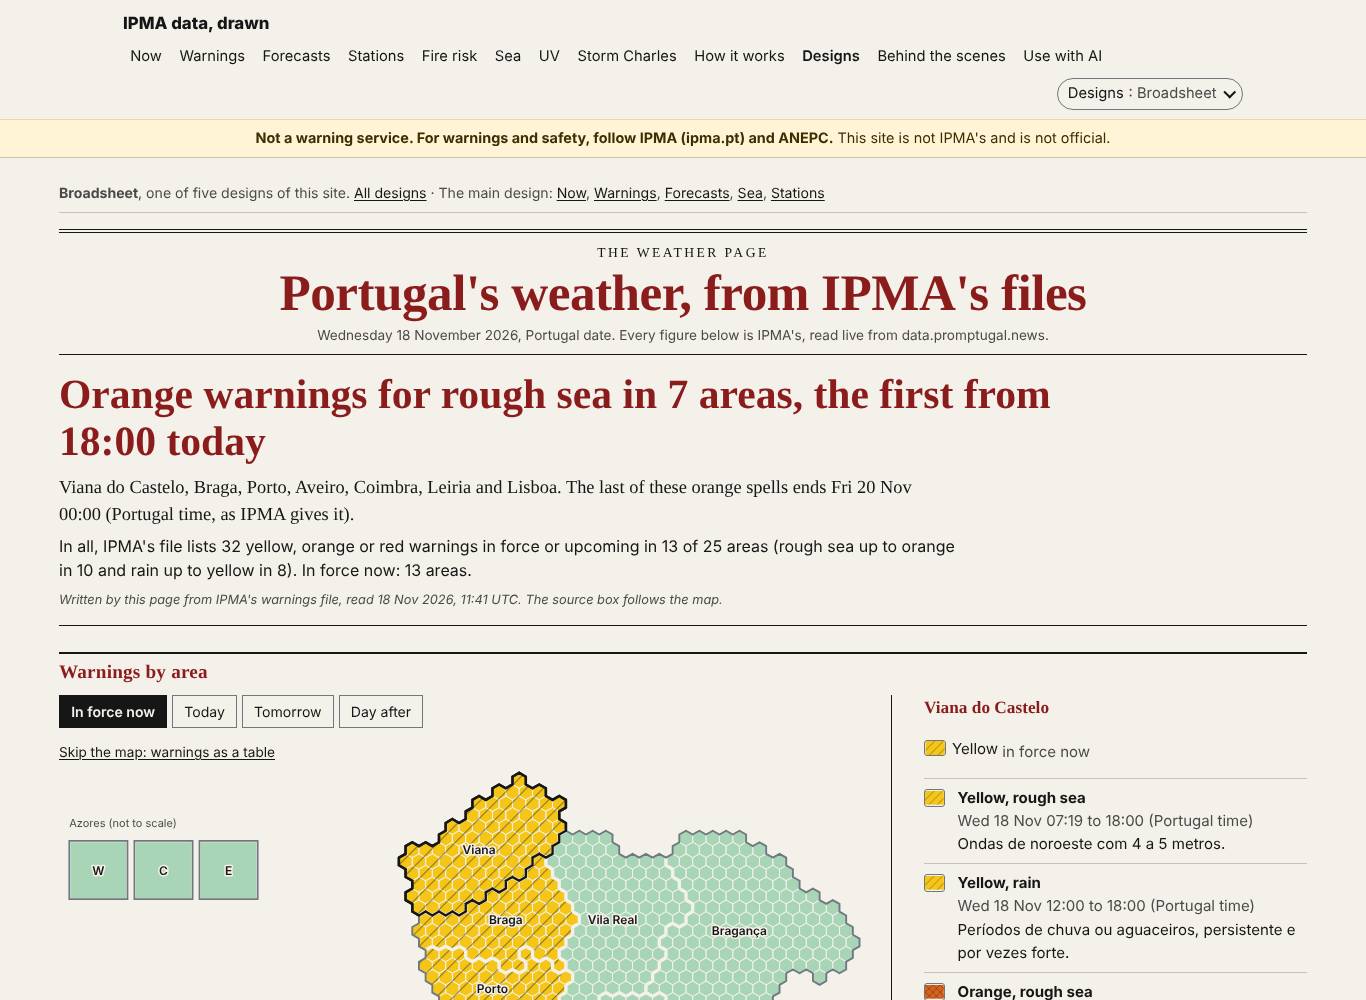 IPMA data, drawn
Now Warnings Forecasts Stations Fire risk Sea UV Storm Charles How it works Designs Behind the scenes Use with AI
Designs : Broadsheet
Not a warning service. For warnings and safety, follow IPMA (ipma.pt) and ANEPC. This site is not IPMA's and is not official.
Broadsheet, one of five designs of this site. All designs · The main design: Now, Warnings, Forecasts, Sea, Stations
THE WEATHER PAGE
Portugal's weather, from IPMA's files
Wednesday 18 November 2026, Portugal date. Every figure below is IPMA's, read live from data.promptugal.news.
Orange warnings for rough sea in 7 areas, the first from
18:00 today
Viana do Castelo, Braga, Porto, Aveiro, Coimbra, Leiria and Lisboa. The last of these orange spells ends Fri 20 Nov
00:00 (Portugal time, as IPMA gives it).
In all, IPMA's file lists 32 yellow, orange or red warnings in force or upcoming in 13 of 25 areas (rough sea up to orange
in 10 and rain up to yellow in 8). In force now: 13 areas.
Written by this page from IPMA's warnings file, read 18 Nov 2026, 11:41 UTC. The source box follows the map.
Warnings by area
In force now Today Tomorrow Day after
Skip the map: warnings as a table
Azores (not to scale)
W C E
Viana
Braga
Vila Real
Bragança
Porto
Viana do Castelo
Yellow in force now
Yellow, rough sea
Wed 18 Nov 07:19 to 18:00 (Portugal time)
Ondas de noroeste com 4 a 5 metros.
Yellow, rain
Wed 18 Nov 12:00 to 18:00 (Portugal time)
Períodos de chuva ou aguaceiros, persistente e
por vezes forte.
Orange, rough sea